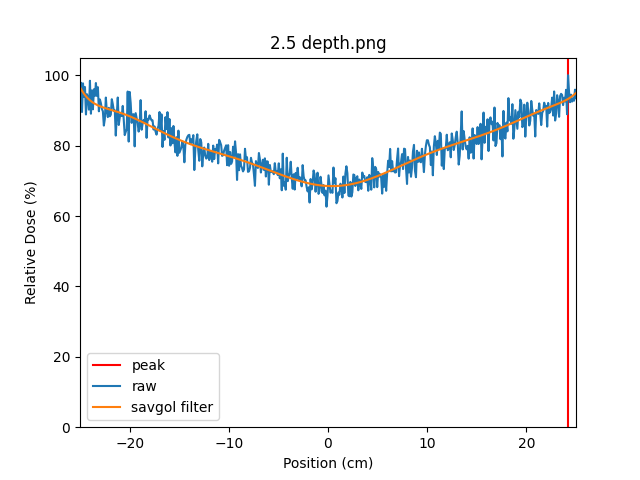 2.5 depth.png
Relative Dose (%)
100
80
60
40
20
0
peak
raw
savgol filter
−20
−10
0
10
20
Position (cm)